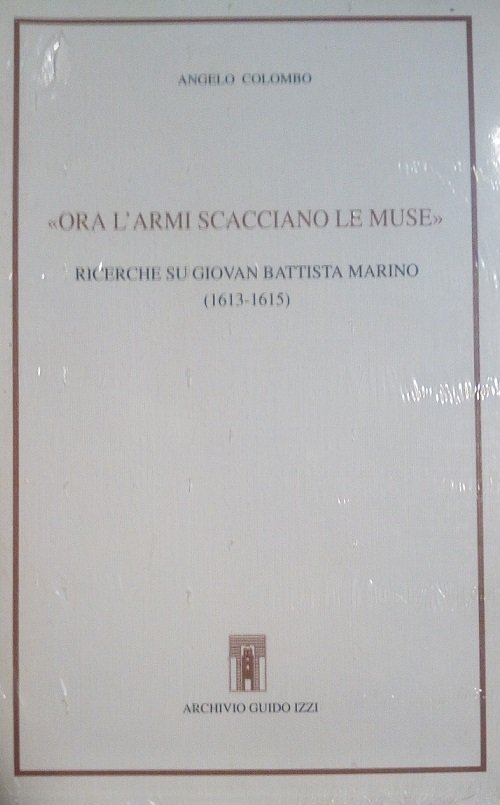 ANGELO COLOMBO
«ORA L'ARMI SCACCIANO LE MUSE»
RICERCHE SU GIOVAN BATTISTA MARINO
(1613-1615)
ARCHIVIO GUIDO IZZI